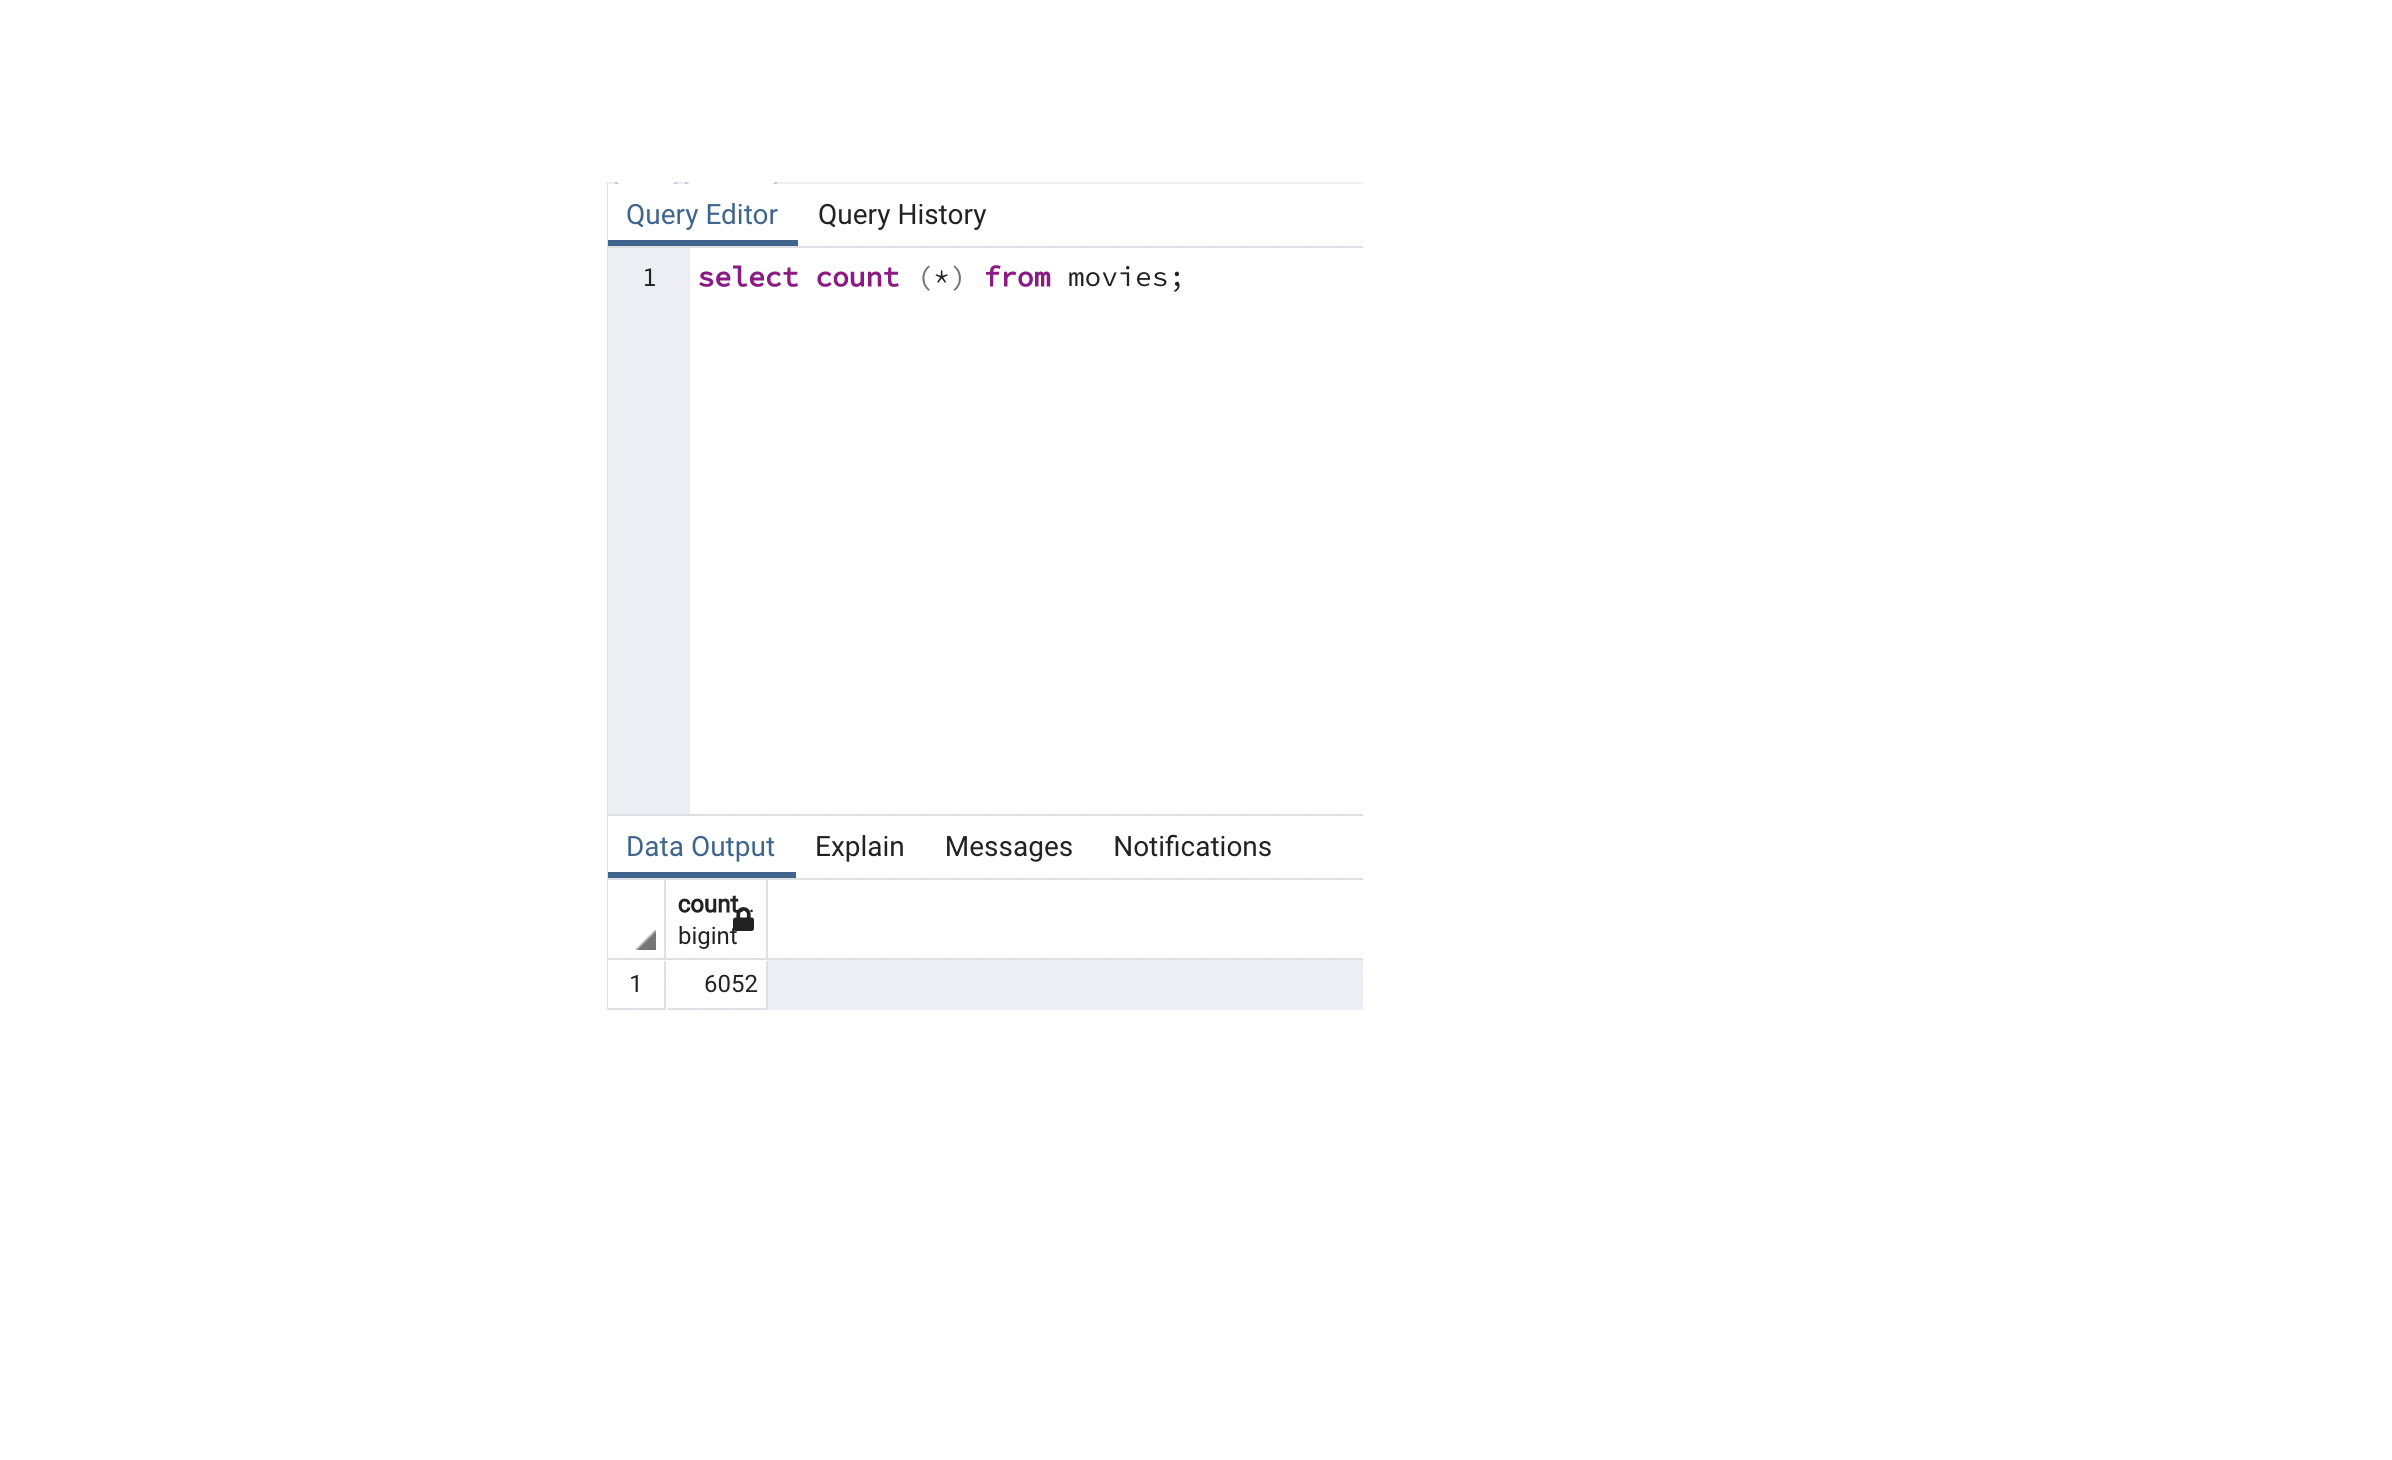 Query Editor Query History
1 select count (*) from movies;
Data Output Explain Messages Notifications
count
bigint
1 6052